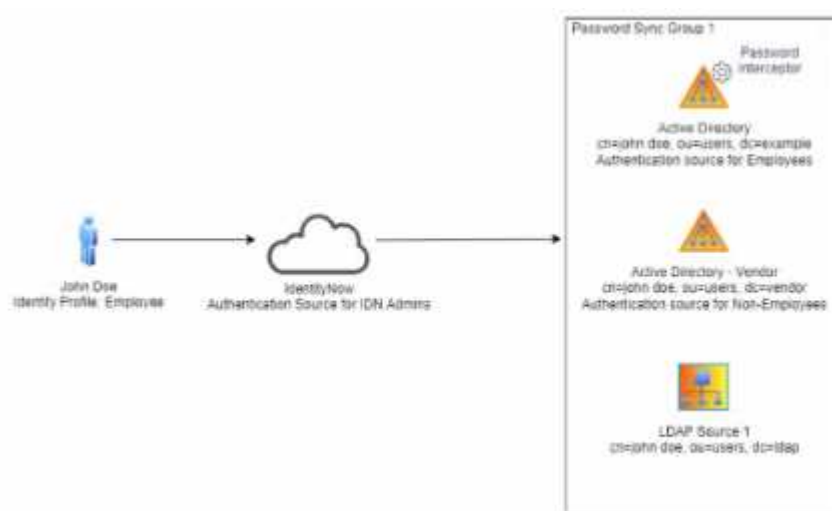 Password Sync Group 1
Password
Interceptor
Active Directory
cn=john doe, ou=users, dc=example
Authentication source for Employees
John Doe
Identity Profile: Employee
IdentityNow
Authentication Source for IDN Admins
Active Directory - Vendor
cn=john doe, ou=users, dc=vendor
Authentication source for Non-Employees
LDAP Source 1
cn=john doe, ou=users, dc=ldap